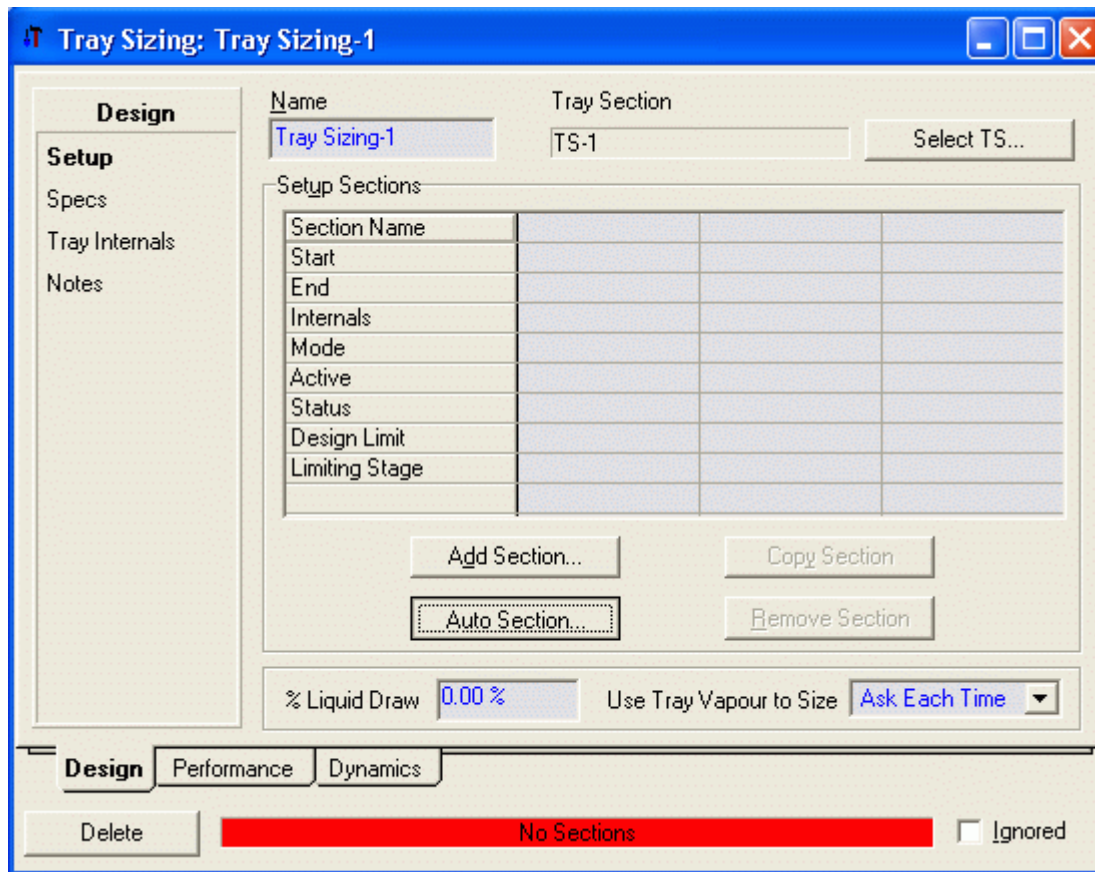 Tray Sizing: Tray Sizing-1
Design
Setup
Specs
Tray Internals
Notes
Name
Tray Section
Tray Sizing-1
TS-1
Select TS...
Setup Sections
Section Name
Start
End
Internals
Mode
Active
Status
Design Limit
Limiting Stage
Add Section...
Copy Section
Auto Section...
Remove Section
% Liquid Draw
0.00 %
Use Tray Vapour to Size
Ask Each Time
Design
Performance
Dynamics
Delete
No Sections
Ignored